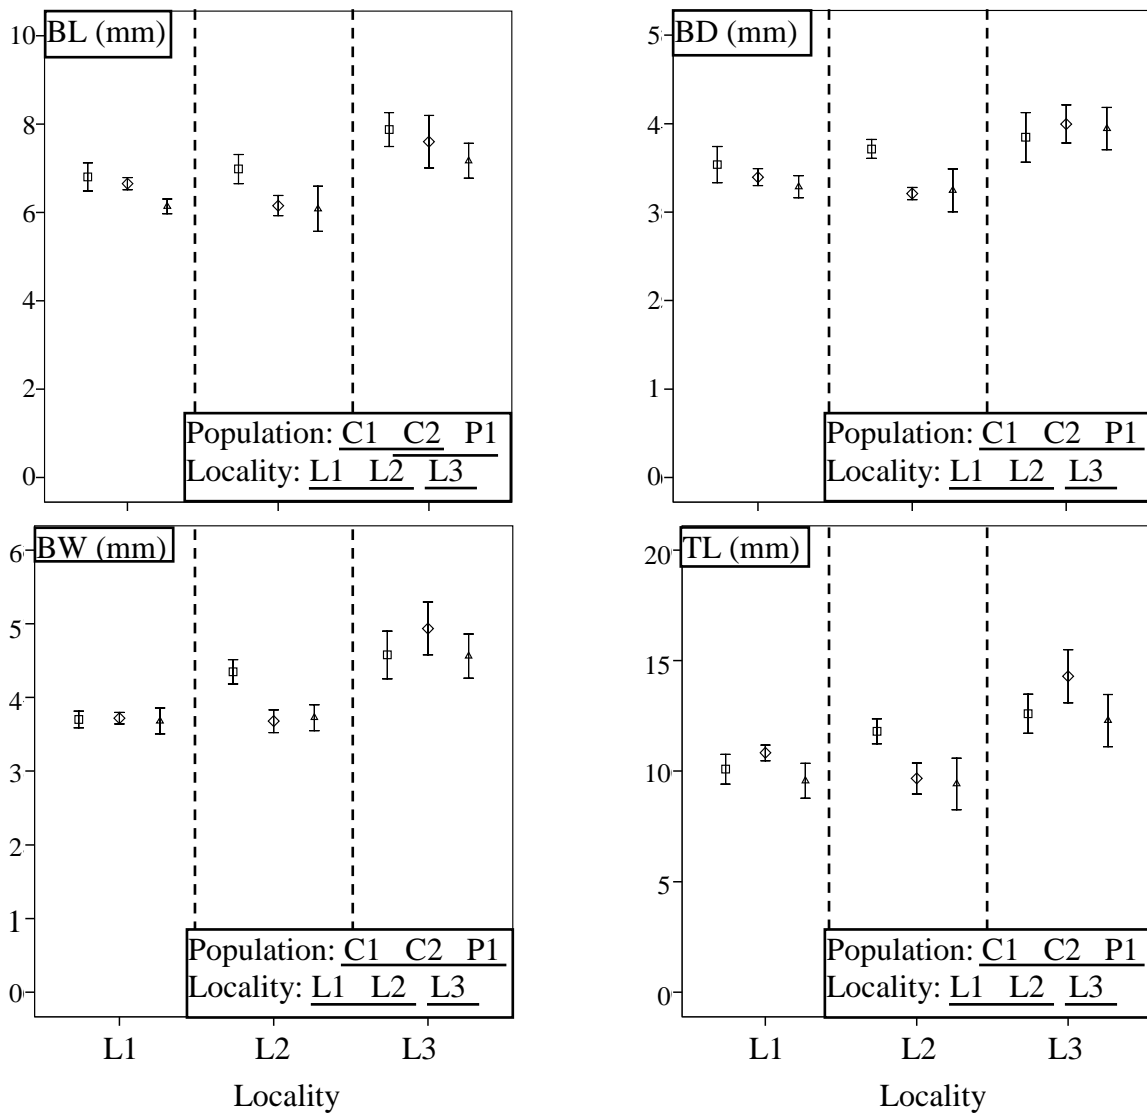 BL (mm)
10
8
6
4
2
0
Population: C1 C2 P1
Locality: L1 L2 L3
BD (mm)
5
4
3
2
1
0
Population: C1 C2 P1
Locality: L1 L2 L3
BW (mm)
6
5
4
3
2
1
0
Population: C1 C2 P1
Locality: L1 L2 L3
L1 L2 L3
Locality
TL (mm)
20
15
10
5
0
Population: C1 C2 P1
Locality: L1 L2 L3
L1 L2 L3
Locality